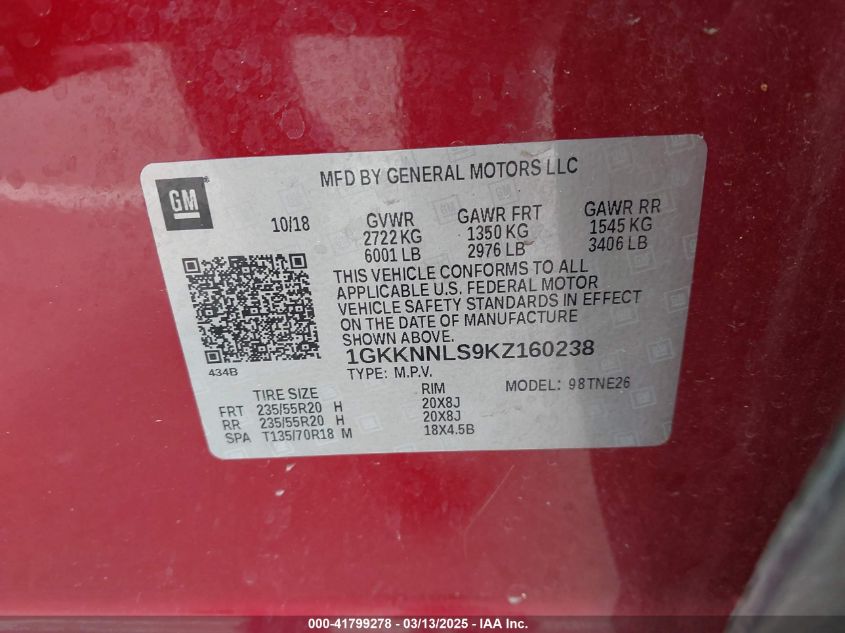 MFD BY GENERAL MOTORS LLC
GM
10/18
GVWR
2722 KG
6001 LB
GAWR FRT
1350 KG
2976 LB
GAWR RR
1545 KG
3406 LB
THIS VEHICLE CONFORMS TO ALL
APPLICABLE U.S. FEDERAL MOTOR
VEHICLE SAFETY STANDARDS IN EFFECT
ON THE DATE OF MANUFACTURE
SHOWN ABOVE.
434B
1GKKNNLS9KZ160238
TYPE: M.P.V.
MODEL: 98TNE26
TIRE SIZE
RIM
FRT 235/55R20 H 20X8J
RR 235/55R20 H 20X8J
SPA T135/70R18 M 18X4.5B
000-41799278 — 03/13/2025 — IAAI.COM